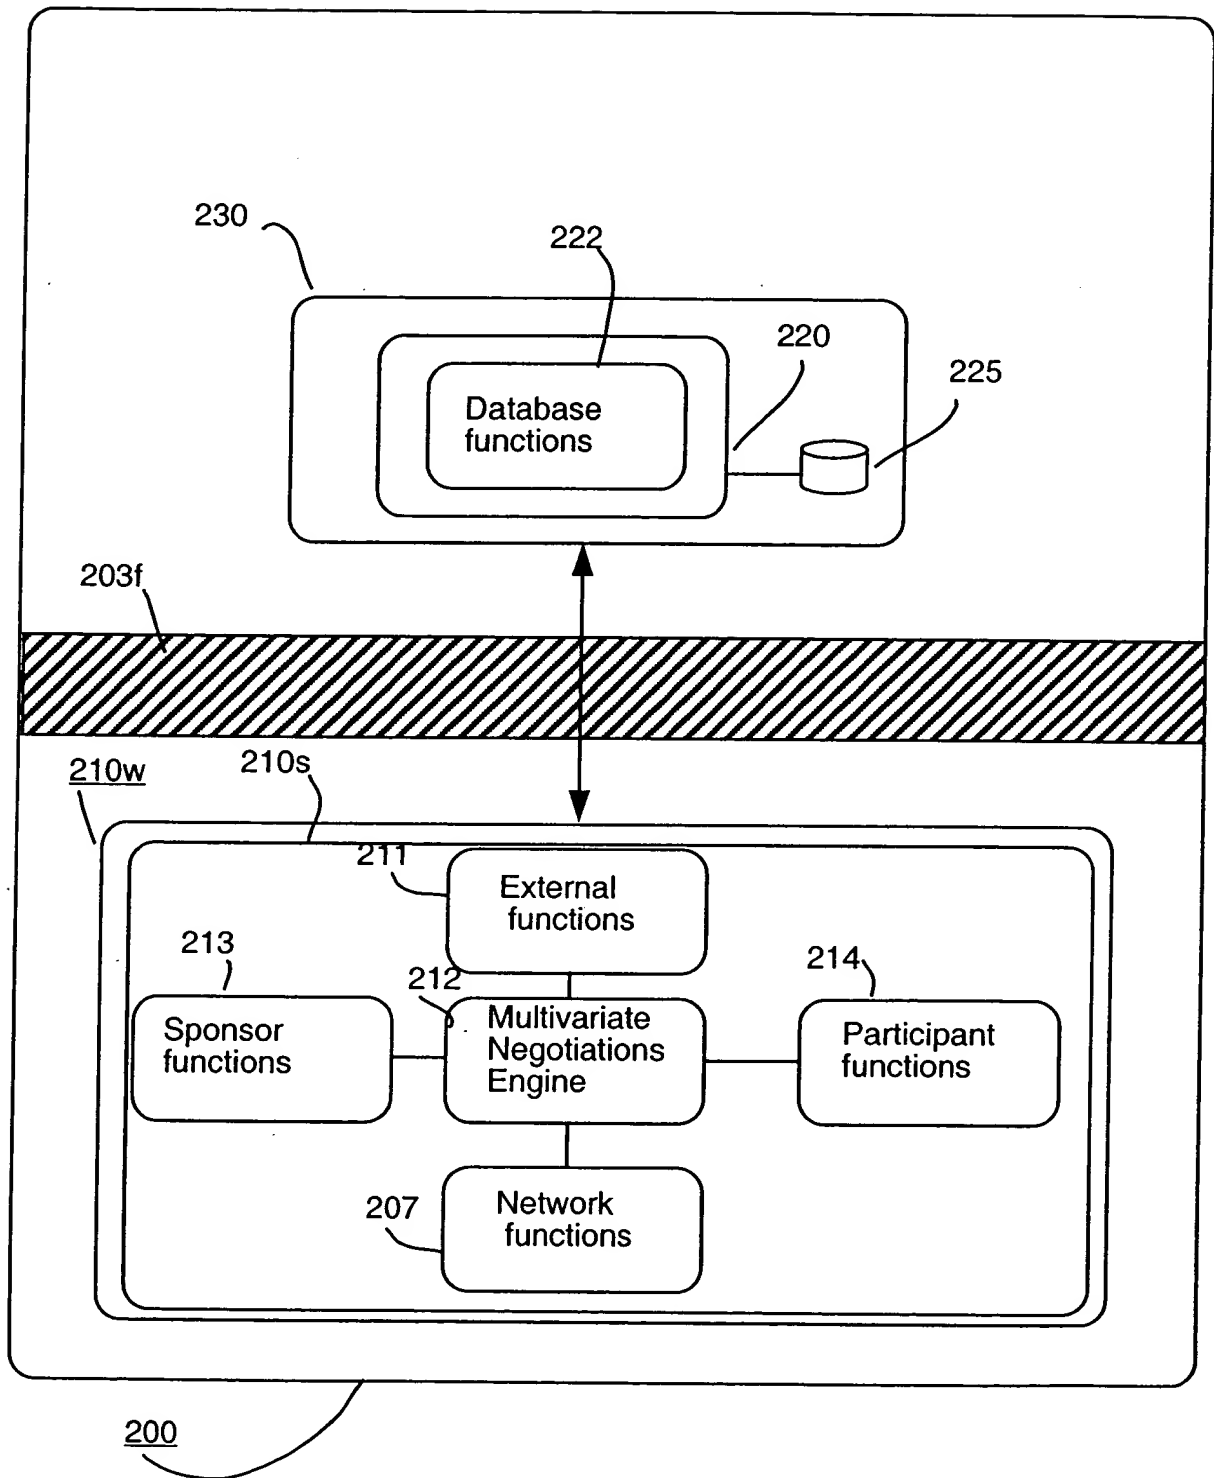 230
222
220
225
Database
functions
203f
210w
210s
211
External
functions
213
212
214
Sponsor
functions
Multivariate
Negotiations
Engine
Participant
functions
207
Network
functions
200